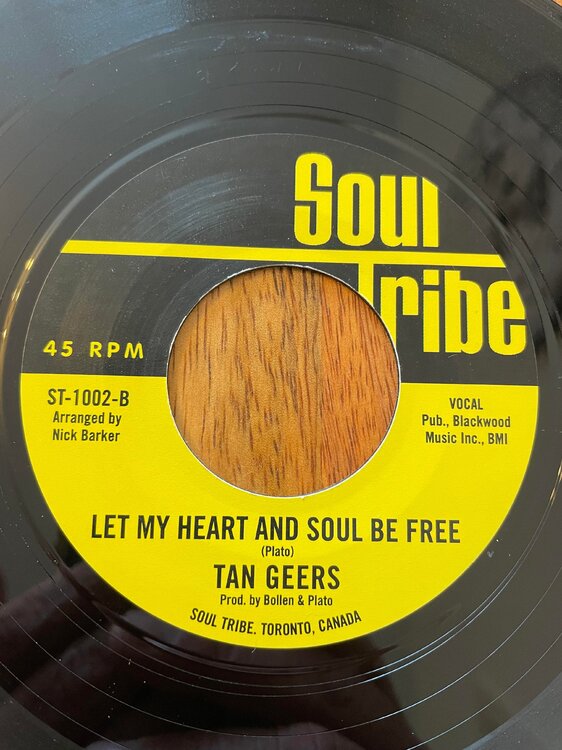 Soul
Tribe
45 RPM
ST-1002-B
Arranged by
Nick Barker
VOCAL
Pub., Blackwood
Music Inc., BMI
LET MY HEART AND SOUL BE FREE
(Plato)
TAN GEERS
Prod. by Bollen & Plato
SOUL TRIBE. TORONTO, CANADA